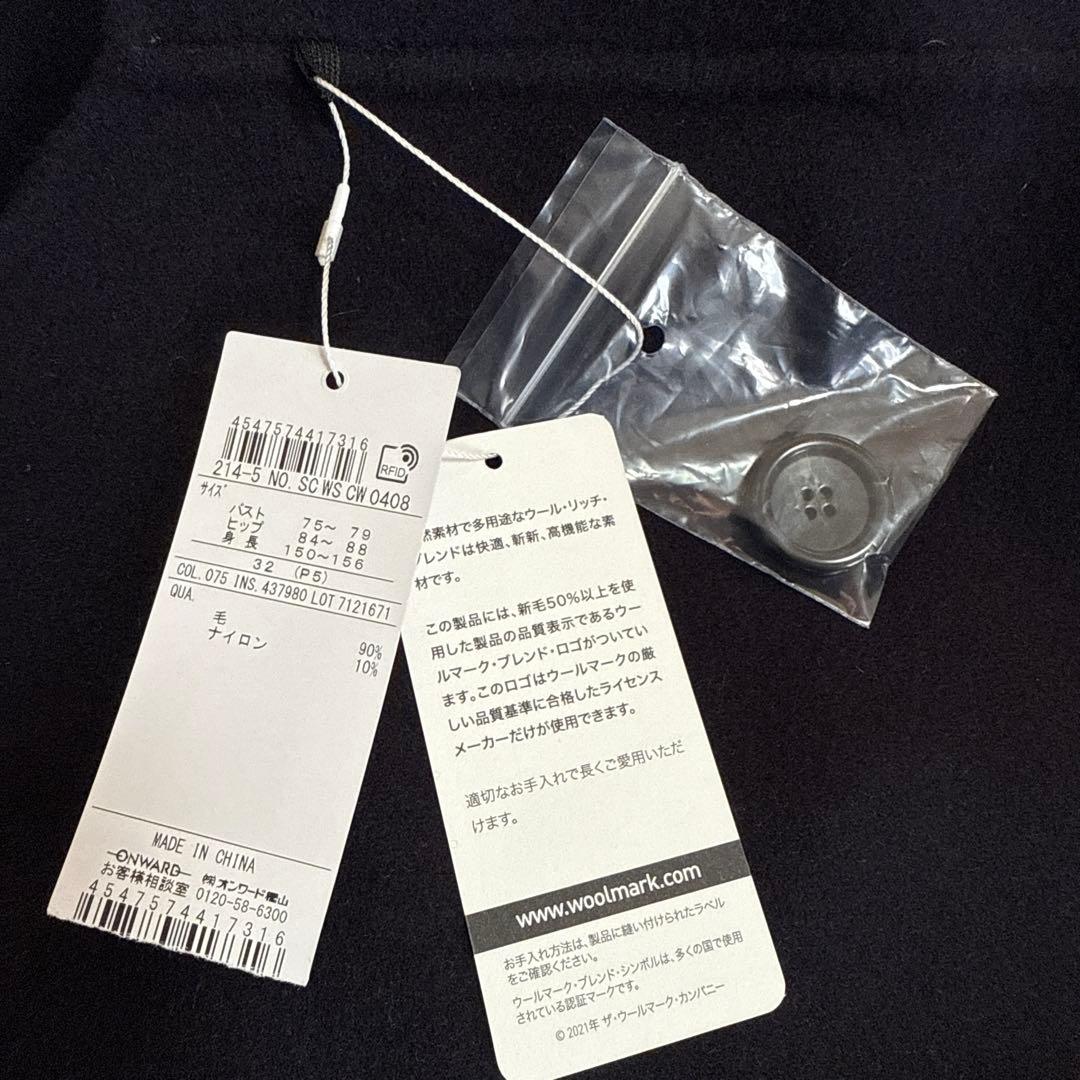 4547574417316
RFID
214-5 NO. SCWSCW0408
サイズ
バスト 75～ 79
ヒップ 84～ 88
身長 150～156
32 (P5)
COL. 075 INS. 437980 LOT 7121671
QUA.
毛 90%
ナイロン 10%
MADE IN CHINA
ONWARD ㈱オンワード樫山
お客様相談室 0120-58-6300
4547574417316
然素材で多用途なウール・リッチ・
ブレンドは快適、斬新、高機能な素
材です。
この製品には、新毛50%以上を使
用した製品の品質表示であるウー
ルマーク・ブレンド・ロゴがついてい
ます。このロゴはウールマークの厳
しい品質基準に合格したライセンス
メーカーだけが使用できます。
適切なお手入れで長くご愛用いただ
けます。
www.woolmark.com
お手入れ方法は、製品に縫い付けられたラベル
をご確認ください。
ウールマーク・ブレンド・シンボルは、多くの国で使用
されている認証マークです。
© 2021年 ザ・ウールマーク・カンパニー